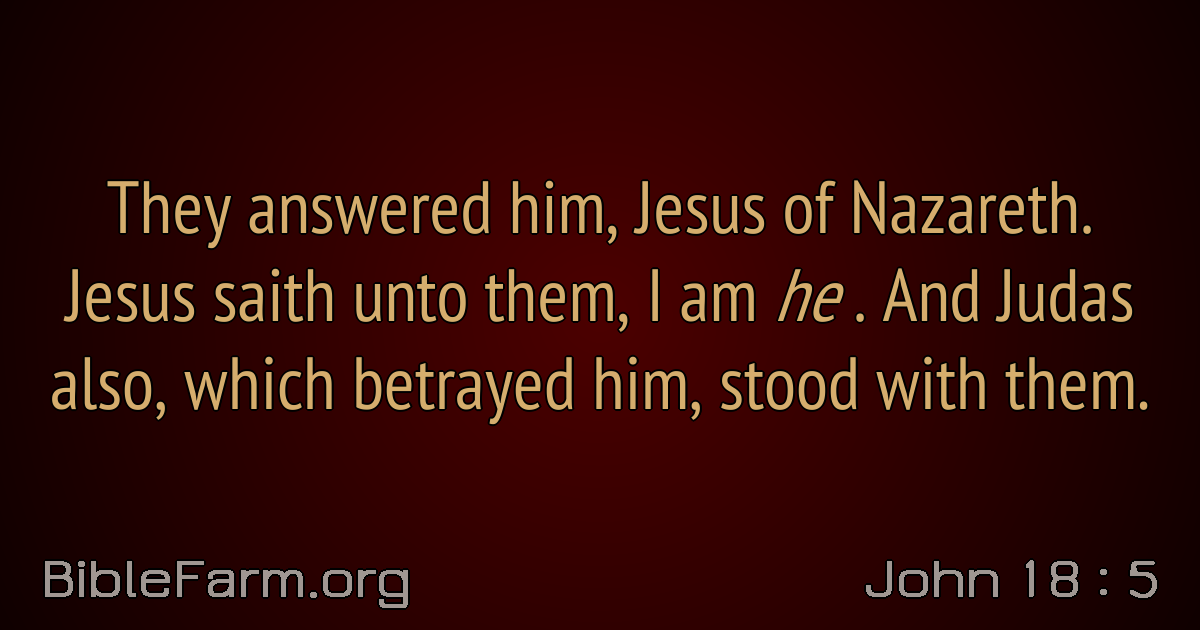 They answered him, Jesus of Nazareth.
Jesus saith unto them, I am he . And Judas
also, which betrayed him, stood with them.
BibleFarm.org
John 18 : 5